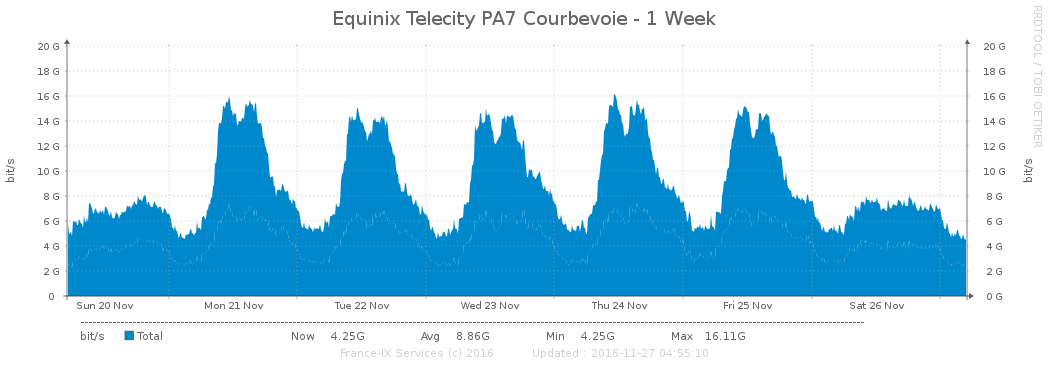 Equinix Telecity PA7 Courbevoie - 1 Week
RRDTOOL / TOBI OETIKER
bit/s
20 G 20 G
18 G 18 G
16 G 16 G
14 G 14 G
12 G 12 G
10 G 10 G
8 G 8 G
6 G 6 G
4 G 4 G
2 G 2 G
0 0 G
bit/s
Sun 20 Nov Mon 21 Nov Tue 22 Nov Wed 23 Nov Thu 24 Nov Fri 25 Nov Sat 26 Nov
bit/s Total Now 4.25G Avg 8.86G Min 4.25G Max 16.11G
France-IX Services (c) 2016 Updated : 2016-11-27 04:55:10